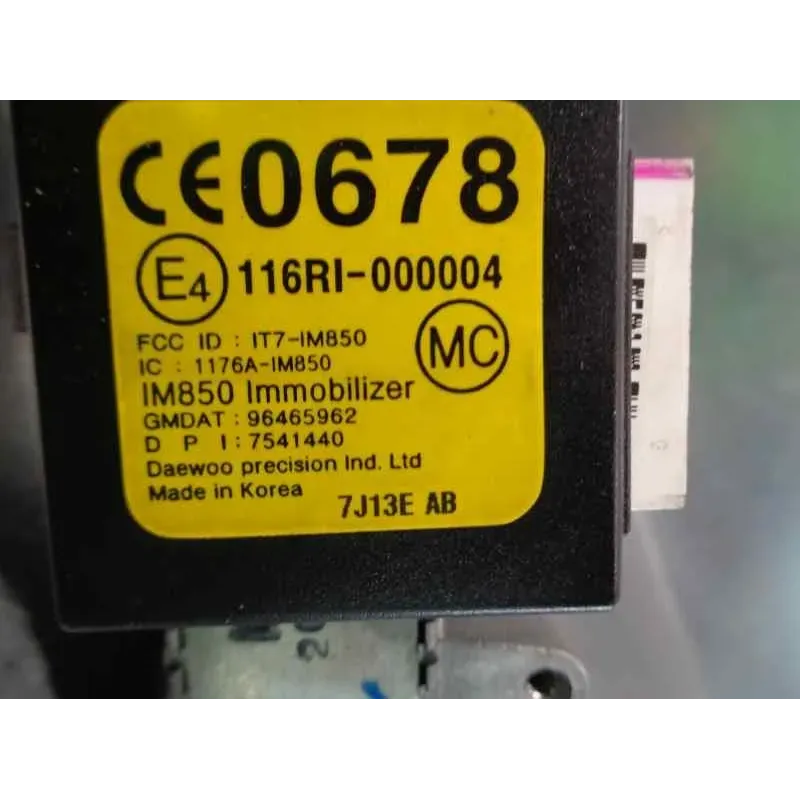 CE0678
E4 116RI-000004
FCC ID : IT7-IM850
IC : 1176A-IM850
MC
IM850 Immobilizer
GMDAT : 96465962
D P I : 7541440
Daewoo precision Ind. Ltd
Made in Korea
7J13E AB